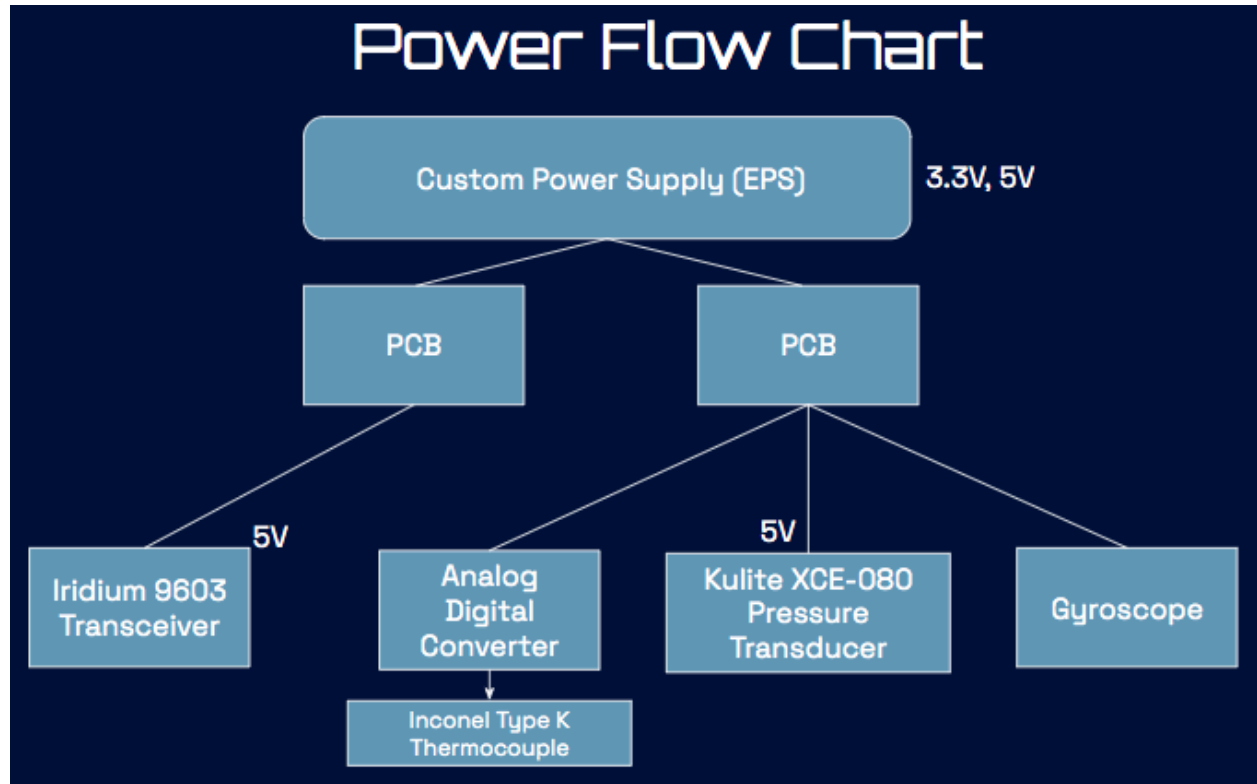 Power Flow Chart
Custom Power Supply (EPS)
3.3V, 5V
PCB
PCB
5V
5V
Iridium 9603
Transceiver
Analog
Digital
Converter
Kulite XCE-080
Pressure
Transducer
Gyroscope
Inconel Type K
Thermocouple